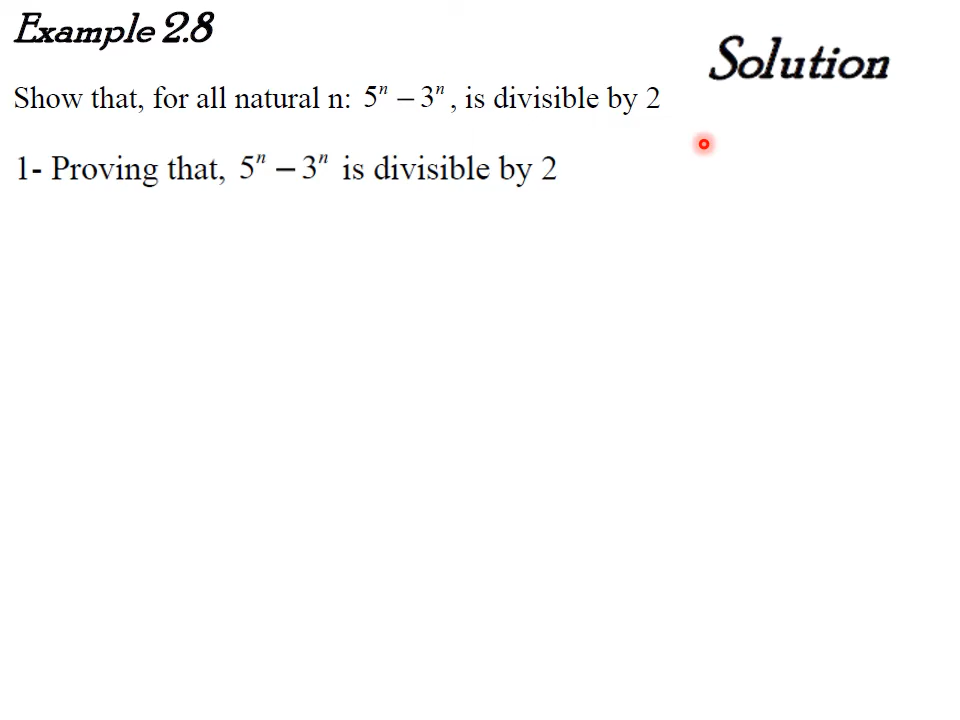 Example 2.8
Solution
Show that, for all natural n: 5ⁿ – 3ⁿ , is divisible by 2
1- Proving that, 5ⁿ – 3ⁿ is divisible by 2